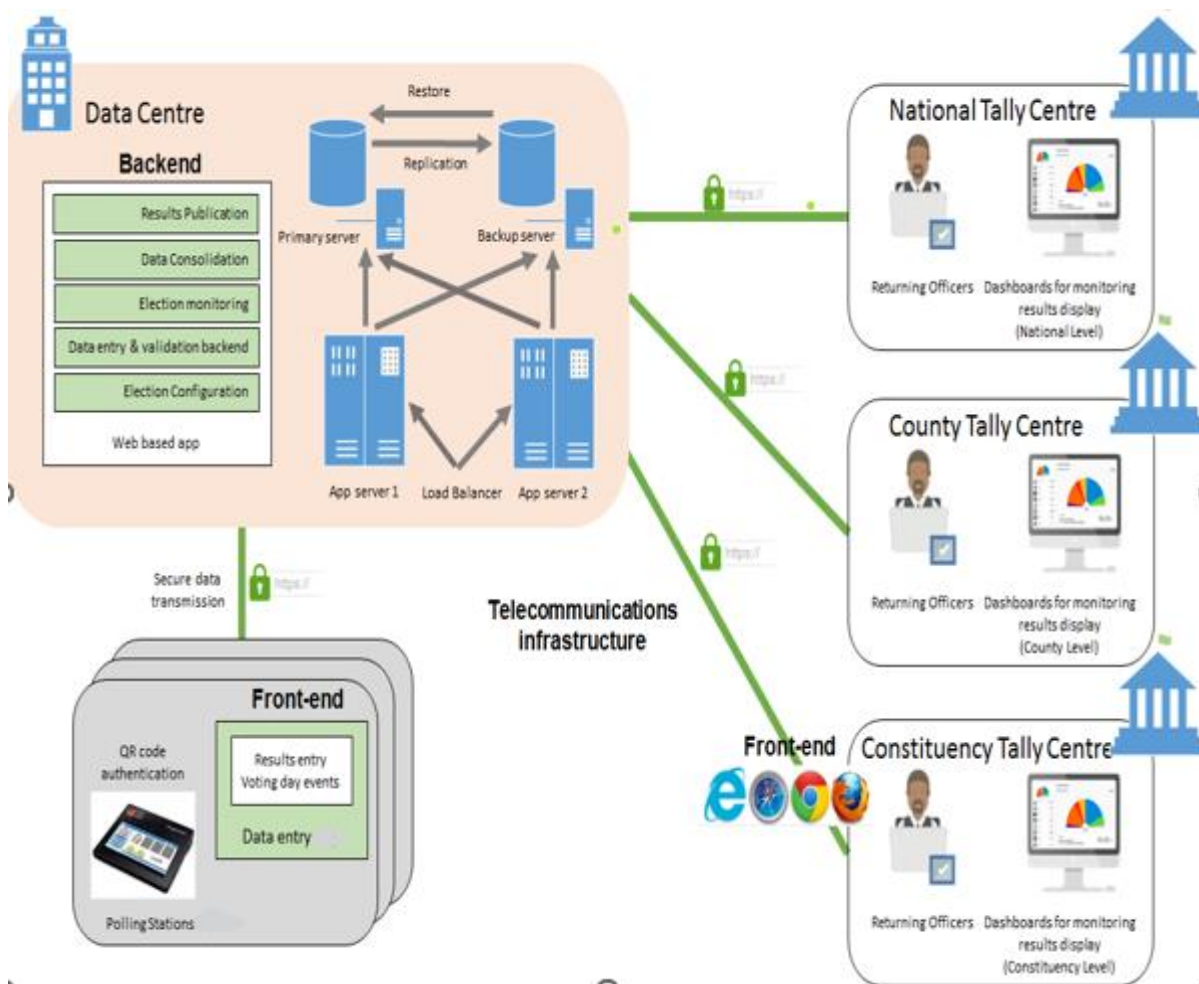 Data Centre
Backend
Results Publication
Data Consolidation
Election monitoring
Data entry & validation backend
Election Configuration
Web based app
Restore
Replication
Primary server
Backup server
App server 1
Load Balancer
App server 2
https://
National Tally Centre
Returning Officers
Dashboards for monitoring
results display
(National Level)
https://
County Tally Centre
Returning Officers
Dashboards for monitoring
results display
(County Level)
https://
Secure data
transmission
https://
Telecommunications
infrastructure
Front-end
QR code
authentication
Results entry
Voting day events
Data entry
Polling Stations
Front-end
Constituency Tally Centre
Returning Officers
Dashboards for monitoring
results display
(Constituency Level)